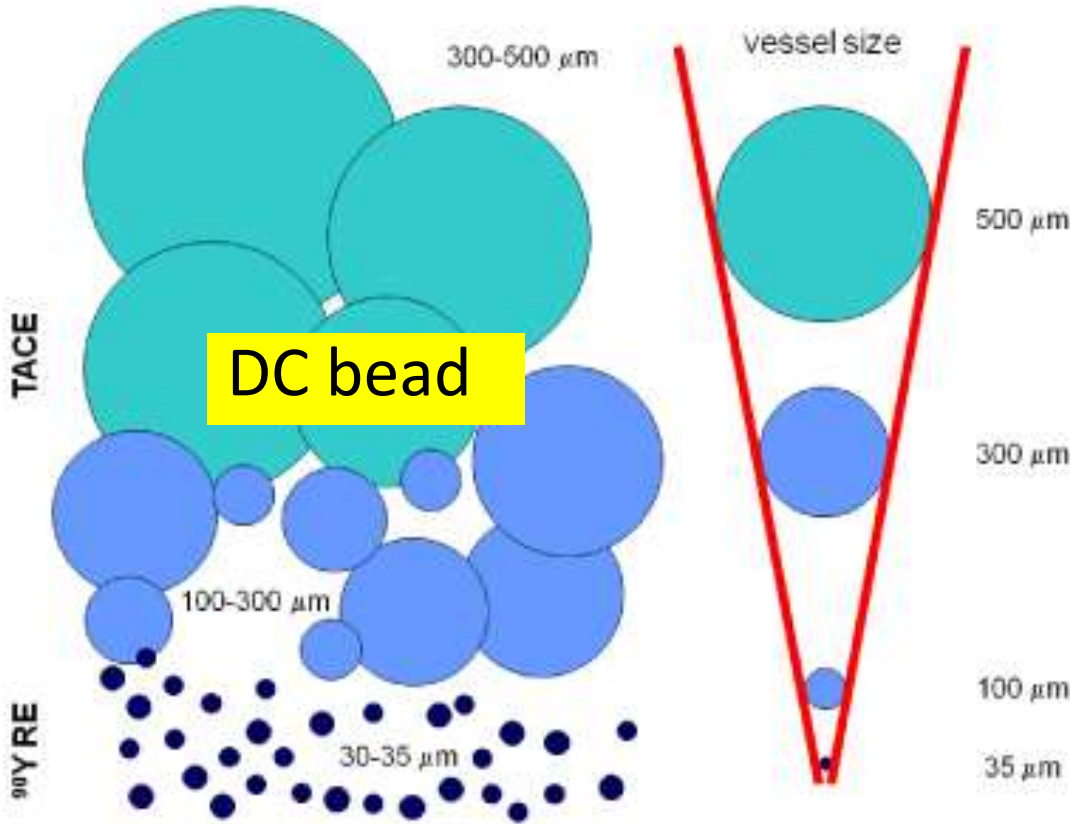 300-500 μm
vessel size
500 μm
TACE
DC bead
300 μm
100-300 μm
100 μm
⁹⁰Y RE
30-35 μm
35 μm